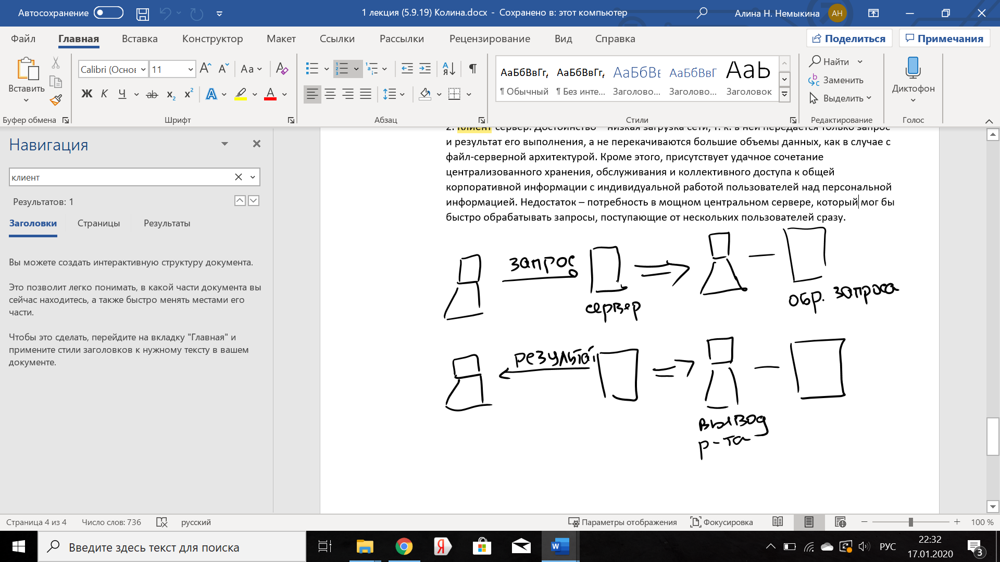 Автосохранение
1 лекция (5.9.19) Колина.docx - Сохранено в: этот компьютер
Алина Н. Немыкина
АН
Файл Главная Вставка Конструктор Макет Ссылки Рассылки Рецензирование Вид Справка
Поделиться Примечания
Вставить
Calibri (Основ 11
Аа
Ж К Ч ab x₂ x² А А
АаБбВвГг, АаБбВвГг, АаБбВв АаБбВвГ АаЬ
¶ Обычный ¶ Без инте... Заголово... Заголово... Заголовок
Найти
Заменить
Выделить
Диктофон
Буфер обмена Шрифт Абзац Стили Редактирование Голос
Навигация
клиент
Результатов: 1
Заголовки Страницы Результаты
Вы можете создать интерактивную структуру документа.
Это позволит легко понимать, в какой части документа вы
сейчас находитесь, а также быстро менять местами его
части.
Чтобы это сделать, перейдите на вкладку "Главная" и
примените стили заголовков к нужному тексту в вашем
документе.
2. Клиент-сервер. Достоинство – низкая загрузка сети, т. к. в ней передается только запрос
и результат его выполнения, а не перекачиваются большие объемы данных, как в случае с
файл-серверной архитектурой. Кроме этого, присутствует удачное сочетание
централизованного хранения, обслуживания и коллективного доступа к общей
корпоративной информации с индивидуальной работой пользователей над персональной
информацией. Недостаток – потребность в мощном центральном сервере, который мог бы
быстро обрабатывать запросы, поступающие от нескольких пользователей сразу.
запрос
сервер
обр. запроса
результат
вывод
р-та
Страница 4 из 4 Число слов: 736 русский
Параметры отображения Фокусировка 100 %
Введите здесь текст для поиска
РУС
22:32
17.01.2020
3